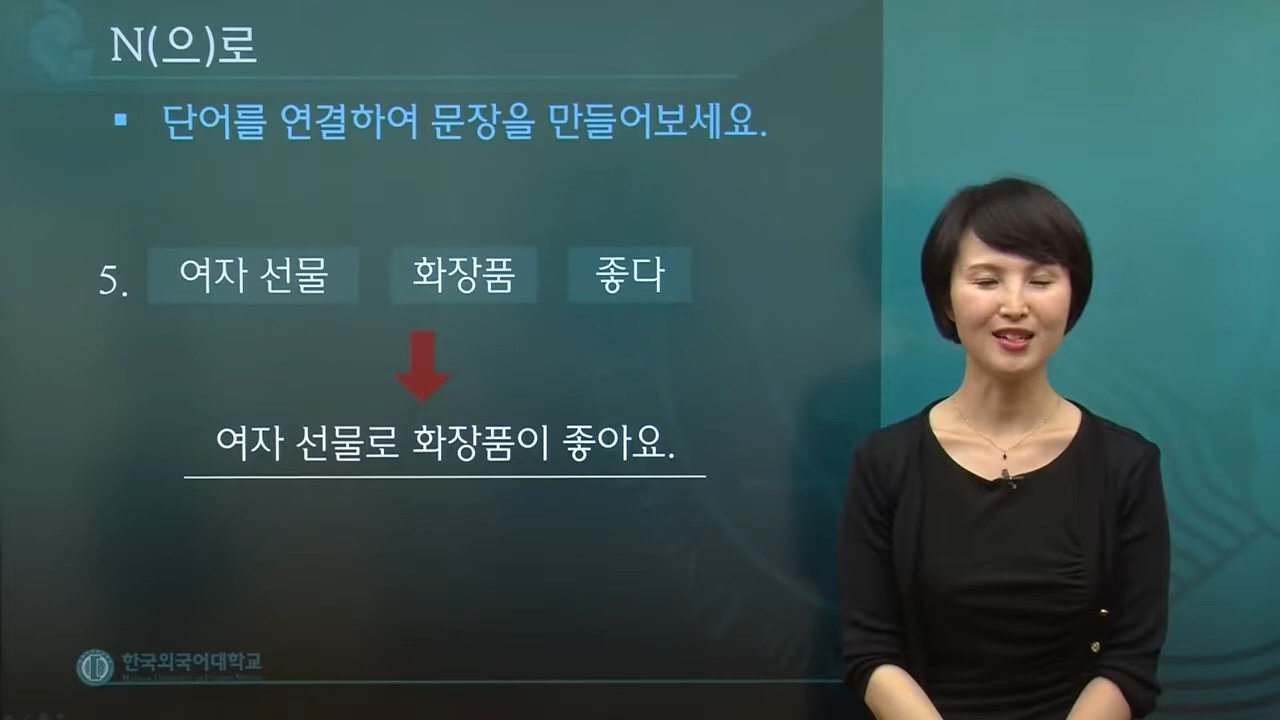 N(으)로
▪ 단어를 연결하여 문장을 만들어보세요.
5. 여자 선물 화장품 좋다
여자 선물로 화장품이 좋아요.
한국외국어대학교